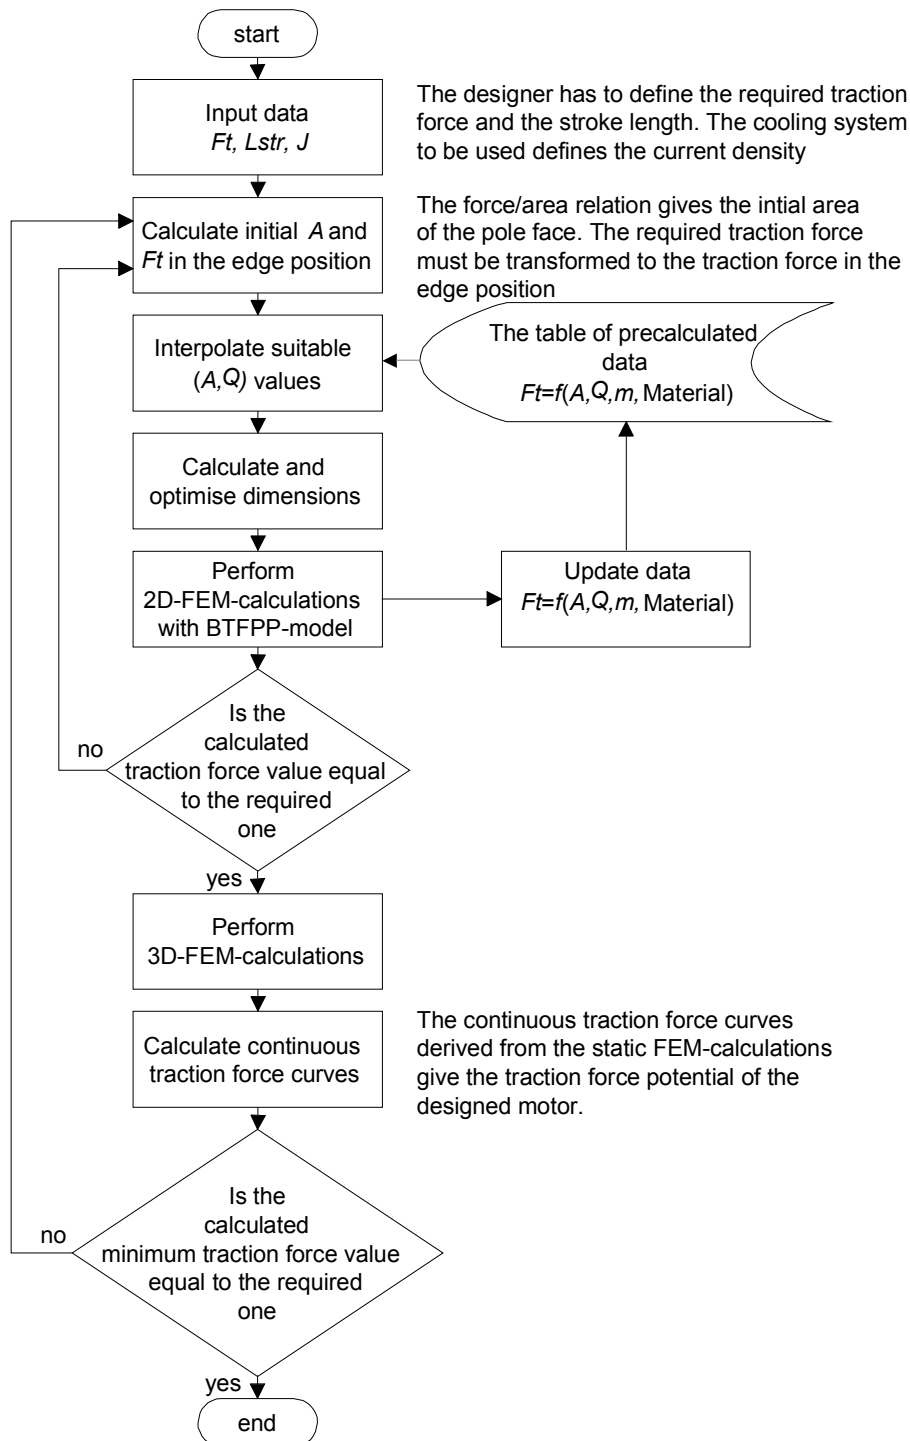 start
Input data
Ft, Lstr, J
The designer has to define the required traction
force and the stroke length. The cooling system
to be used defines the current density
Calculate initial A and
Ft in the edge position
The force/area relation gives the intial area
of the pole face. The required traction force
must be transformed to the traction force in the
edge position
Interpolate suitable
(A,Q) values
The table of precalculated
data
Ft=f(A,Q,m,Material)
Calculate and
optimise dimensions
Perform
2D-FEM-calculations
with BTFPP-model
Update data
Ft=f(A,Q,m,Material)
Is the
calculated
traction force value equal
to the required
one
no
yes
Perform
3D-FEM-calculations
Calculate continuous
traction force curves
The continuous traction force curves
derived from the static FEM-calculations
give the traction force potential of the
designed motor.
Is the
calculated
minimum traction force value
equal to the required
one
no
yes
end